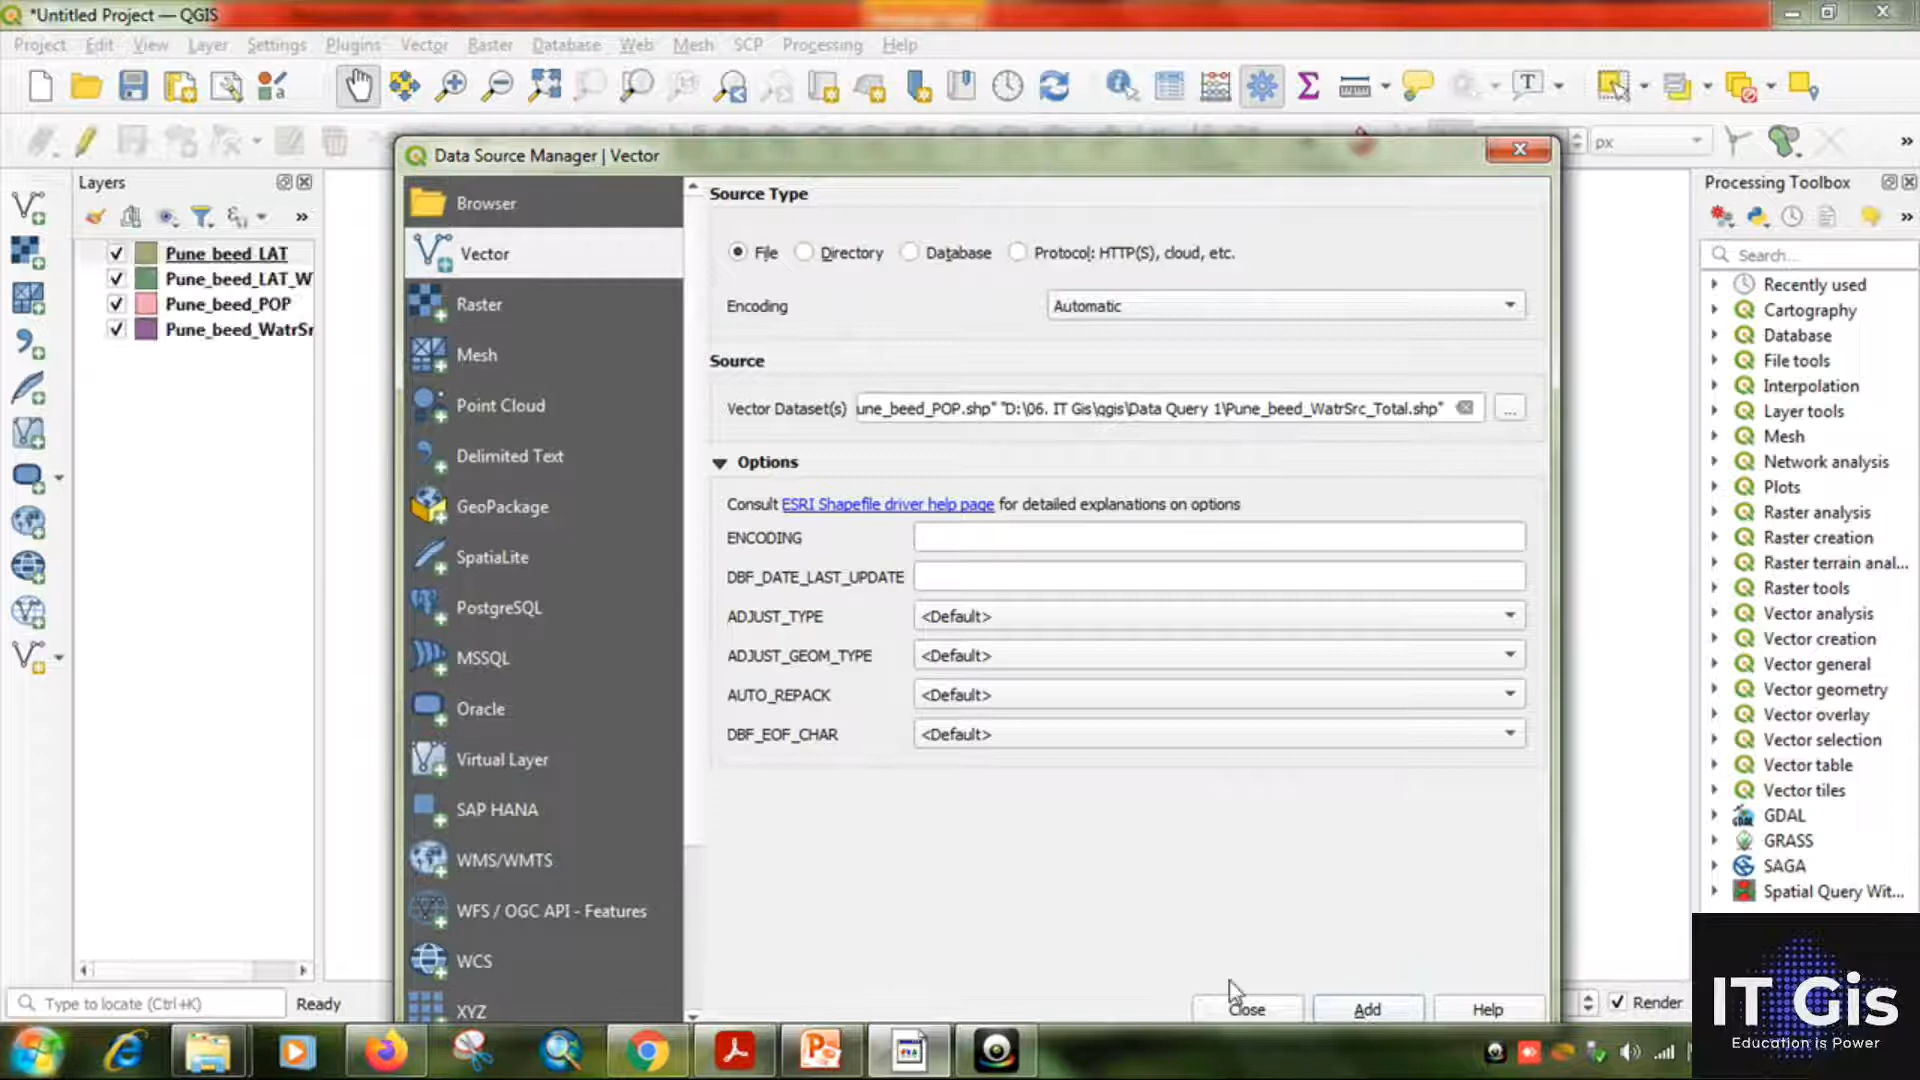 *Untitled Project — QGIS
Project Edit View Layer Settings Plugins Vector Raster Database Web Mesh SCP Processing Help
px
Layers
Pune_beed_LAT
Pune_beed_LAT_W
Pune_beed_POP
Pune_beed_WatrSr
Type to locate (Ctrl+K)
Ready
Data Source Manager | Vector
Browser
Vector
Raster
Mesh
Point Cloud
Delimited Text
GeoPackage
SpatiaLite
PostgreSQL
MSSQL
Oracle
Virtual Layer
SAP HANA
WMS/WMTS
WFS / OGC API - Features
WCS
XYZ
Source Type
File Directory Database Protocol: HTTP(S), cloud, etc.
Encoding Automatic
Source
Vector Dataset(s) une_beed_POP.shp" "D:\06. IT Gis\qgis\Data Query 1\Pune_beed_WatrSrc_Total.shp" ...
Options
Consult ESRI Shapefile driver help page for detailed explanations on options
ENCODING
DBF_DATE_LAST_UPDATE
ADJUST_TYPE <Default>
ADJUST_GEOM_TYPE <Default>
AUTO_REPACK <Default>
DBF_EOF_CHAR <Default>
Close Add Help
Processing Toolbox
Search...
Recently used
Cartography
Database
File tools
Interpolation
Layer tools
Mesh
Network analysis
Plots
Raster analysis
Raster creation
Raster terrain anal...
Raster tools
Vector analysis
Vector creation
Vector general
Vector geometry
Vector overlay
Vector selection
Vector table
Vector tiles
GDAL
GRASS
SAGA
Spatial Query Wit...
Render
IT Gis
Education is Power